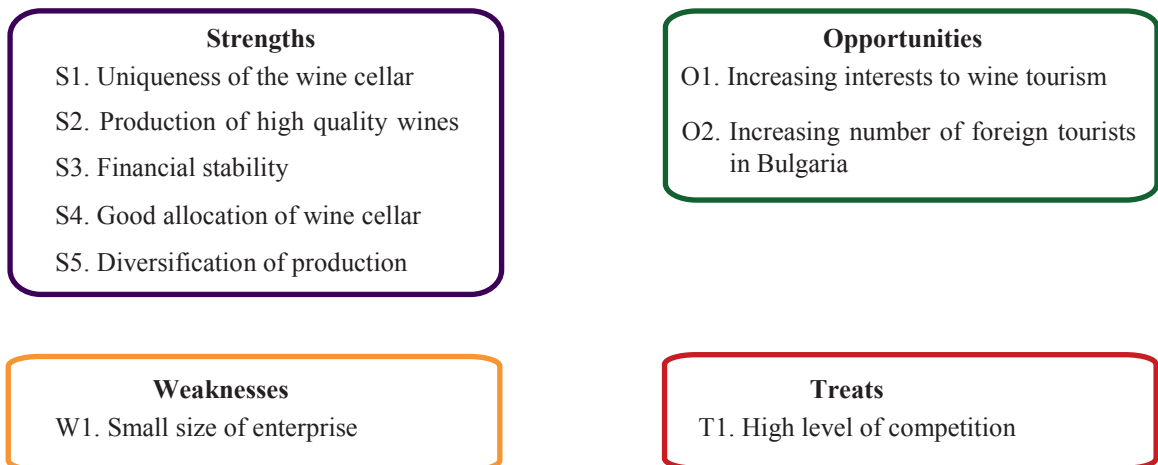 Strengths
S1. Uniqueness of the wine cellar
S2. Production of high quality wines
S3. Financial stability
S4. Good allocation of wine cellar
S5. Diversification of production
Opportunities
O1. Increasing interests to wine tourism
O2. Increasing number of foreign tourists
in Bulgaria
Weaknesses
W1. Small size of enterprise
Treats
T1. High level of competition